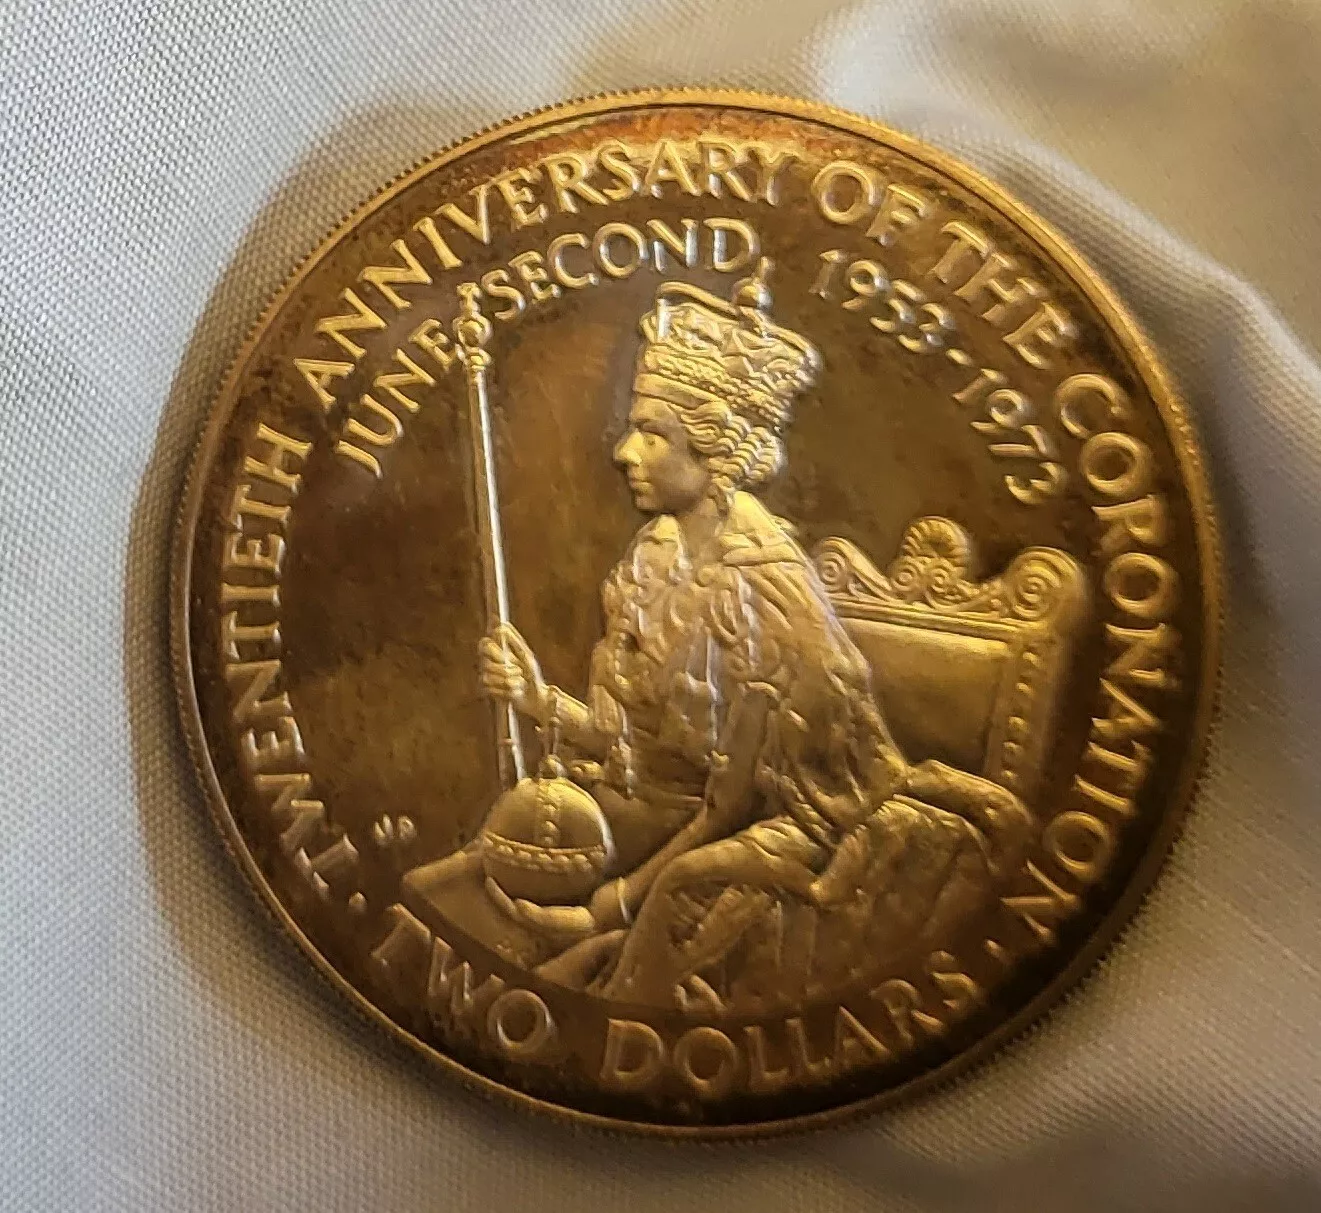 TWENTIETH ANNIVERSARY OF THE CORONATION
JUNE SECOND 1953-1973
· TWO DOLLARS ·